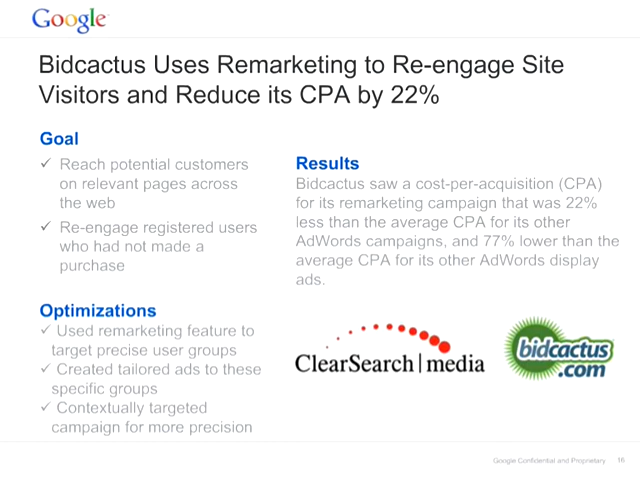 Google
Bidcactus Uses Remarketing to Re-engage Site
Visitors and Reduce its CPA by 22%
Goal
✓ Reach potential customers
on relevant pages across
the web
✓ Re-engage registered users
who had not made a
purchase
Optimizations
✓ Used remarketing feature to
target precise user groups
✓ Created tailored ads to these
specific groups
✓ Contextually targeted
campaign for more precision
Results
Bidcactus saw a cost-per-acquisition (CPA)
for its remarketing campaign that was 22%
less than the average CPA for its other
AdWords campaigns, and 77% lower than the
average CPA for its other AdWords display
ads.
ClearSearch|media
bidcactus
.com
Google Confidential and Proprietary 16